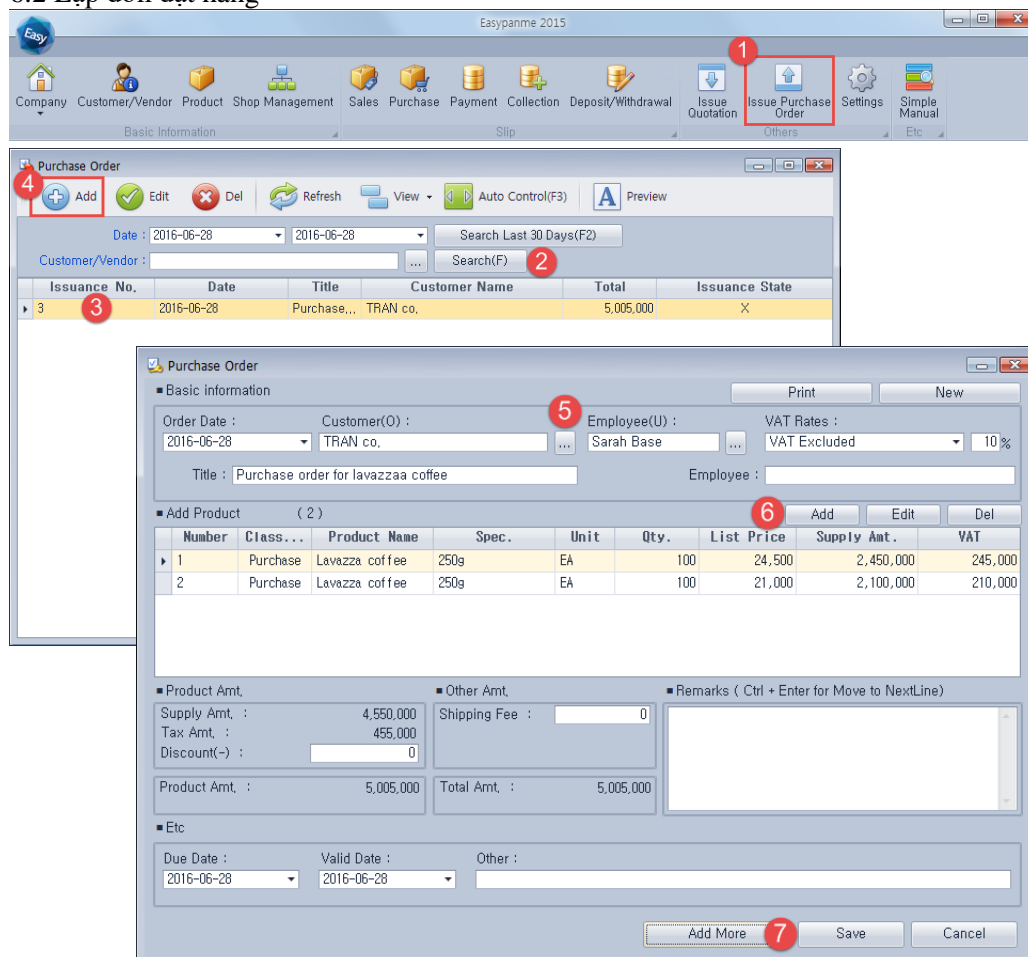 6.2 Lập đơn đặt hàng
Easypanme 2015
Easy
1
Company Customer/Vendor Product Shop Management Sales Purchase Payment Collection Deposit/Withdrawal Issue Quotation Issue Purchase Order Settings Simple Manual
Basic Information Slip Others Etc
Purchase Order
4 Add Edit Del Refresh View Auto Control(F3) A Preview
Date : 2016-06-28 2016-06-28 Search Last 30 Days(F2)
Customer/Vendor : ... Search(F) 2
Issuance No. Date Title Customer Name Total Issuance State
3 3 2016-06-28 Purchase... TRAN co. 5,005,000 X
Purchase Order
Basic information Print New
Order Date : Customer(O) : 5 Employee(U) : VAT Rates :
2016-06-28 TRAN co. ... Sarah Base ... VAT Excluded 10 %
Title : Purchase order for lavazzaa coffee Employee :
Add Product ( 2 ) 6 Add Edit Del
Number Class... Product Name Spec. Unit Qty. List Price Supply Amt. VAT
1 Purchase Lavazza coffee 250g EA 100 24,500 2,450,000 245,000
2 Purchase Lavazza coffee 250g EA 100 21,000 2,100,000 210,000
Product Amt. Other Amt. Remarks ( Ctrl + Enter for Move to NextLine)
Supply Amt. : 4,550,000 Shipping Fee : 0
Tax Amt. : 455,000
Discount(-) : 0
Product Amt. : 5,005,000 Total Amt. : 5,005,000
Etc
Due Date : Valid Date : Other :
2016-06-28 2016-06-28
Add More 7 Save Cancel